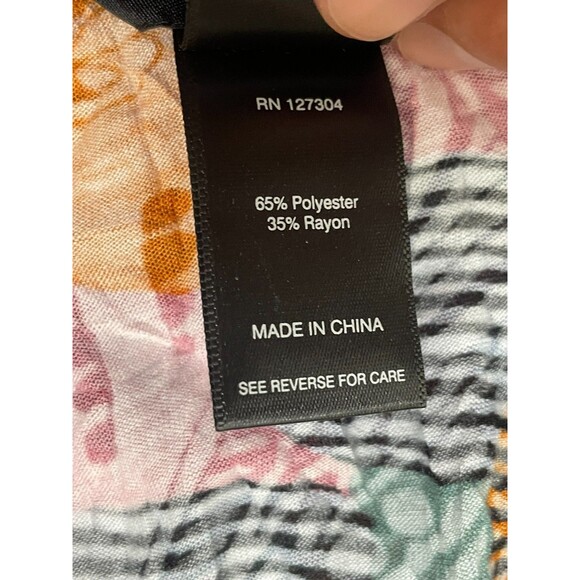 RN 127304
65% Polyester
35% Rayon
MADE IN CHINA
SEE REVERSE FOR CARE